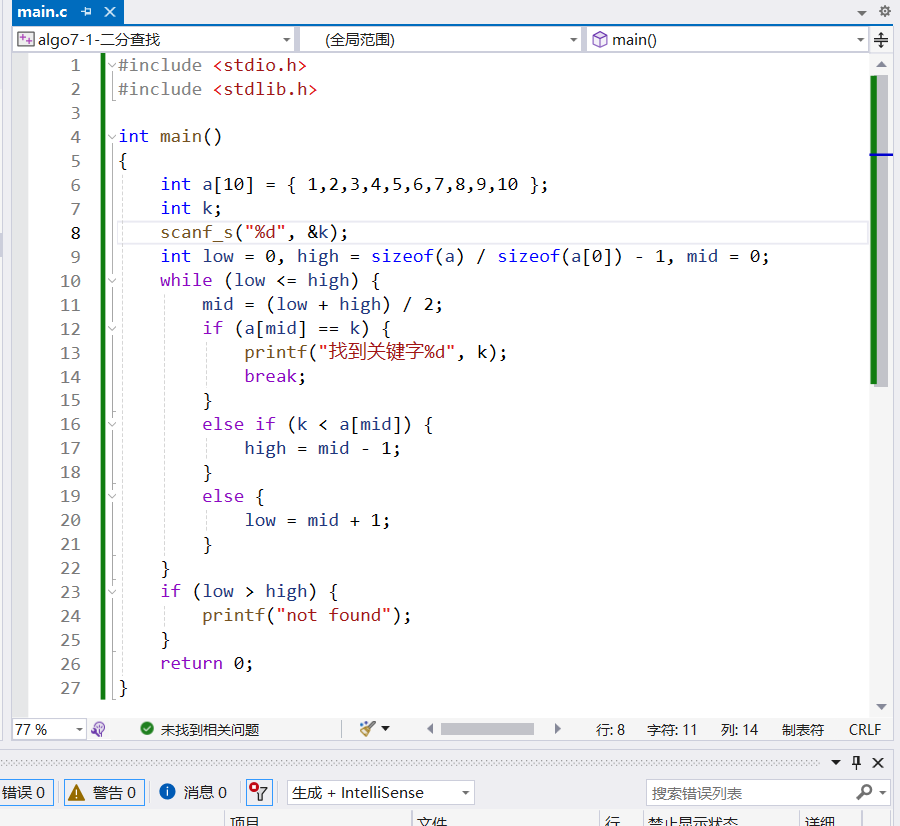 main.c
algo7-1-二分查找 (全局范围) main()
1 #include <stdio.h>
2 #include <stdlib.h>
3
4 int main()
5 {
6 int a[10] = { 1,2,3,4,5,6,7,8,9,10 };
7 int k;
8 scanf_s("%d", &k);
9 int low = 0, high = sizeof(a) / sizeof(a[0]) - 1, mid = 0;
10 while (low <= high) {
11 mid = (low + high) / 2;
12 if (a[mid] == k) {
13 printf("找到关键字%d", k);
14 break;
15 }
16 else if (k < a[mid]) {
17 high = mid - 1;
18 }
19 else {
20 low = mid + 1;
21 }
22 }
23 if (low > high) {
24 printf("not found");
25 }
26 return 0;
27 }
77 % 未找到相关问题 行: 8 字符: 11 列: 14 制表符 CRLF
错误 0 警告 0 消息 0 生成 + IntelliSense 搜索错误列表
项目 文件 行 禁止显示状态 详细